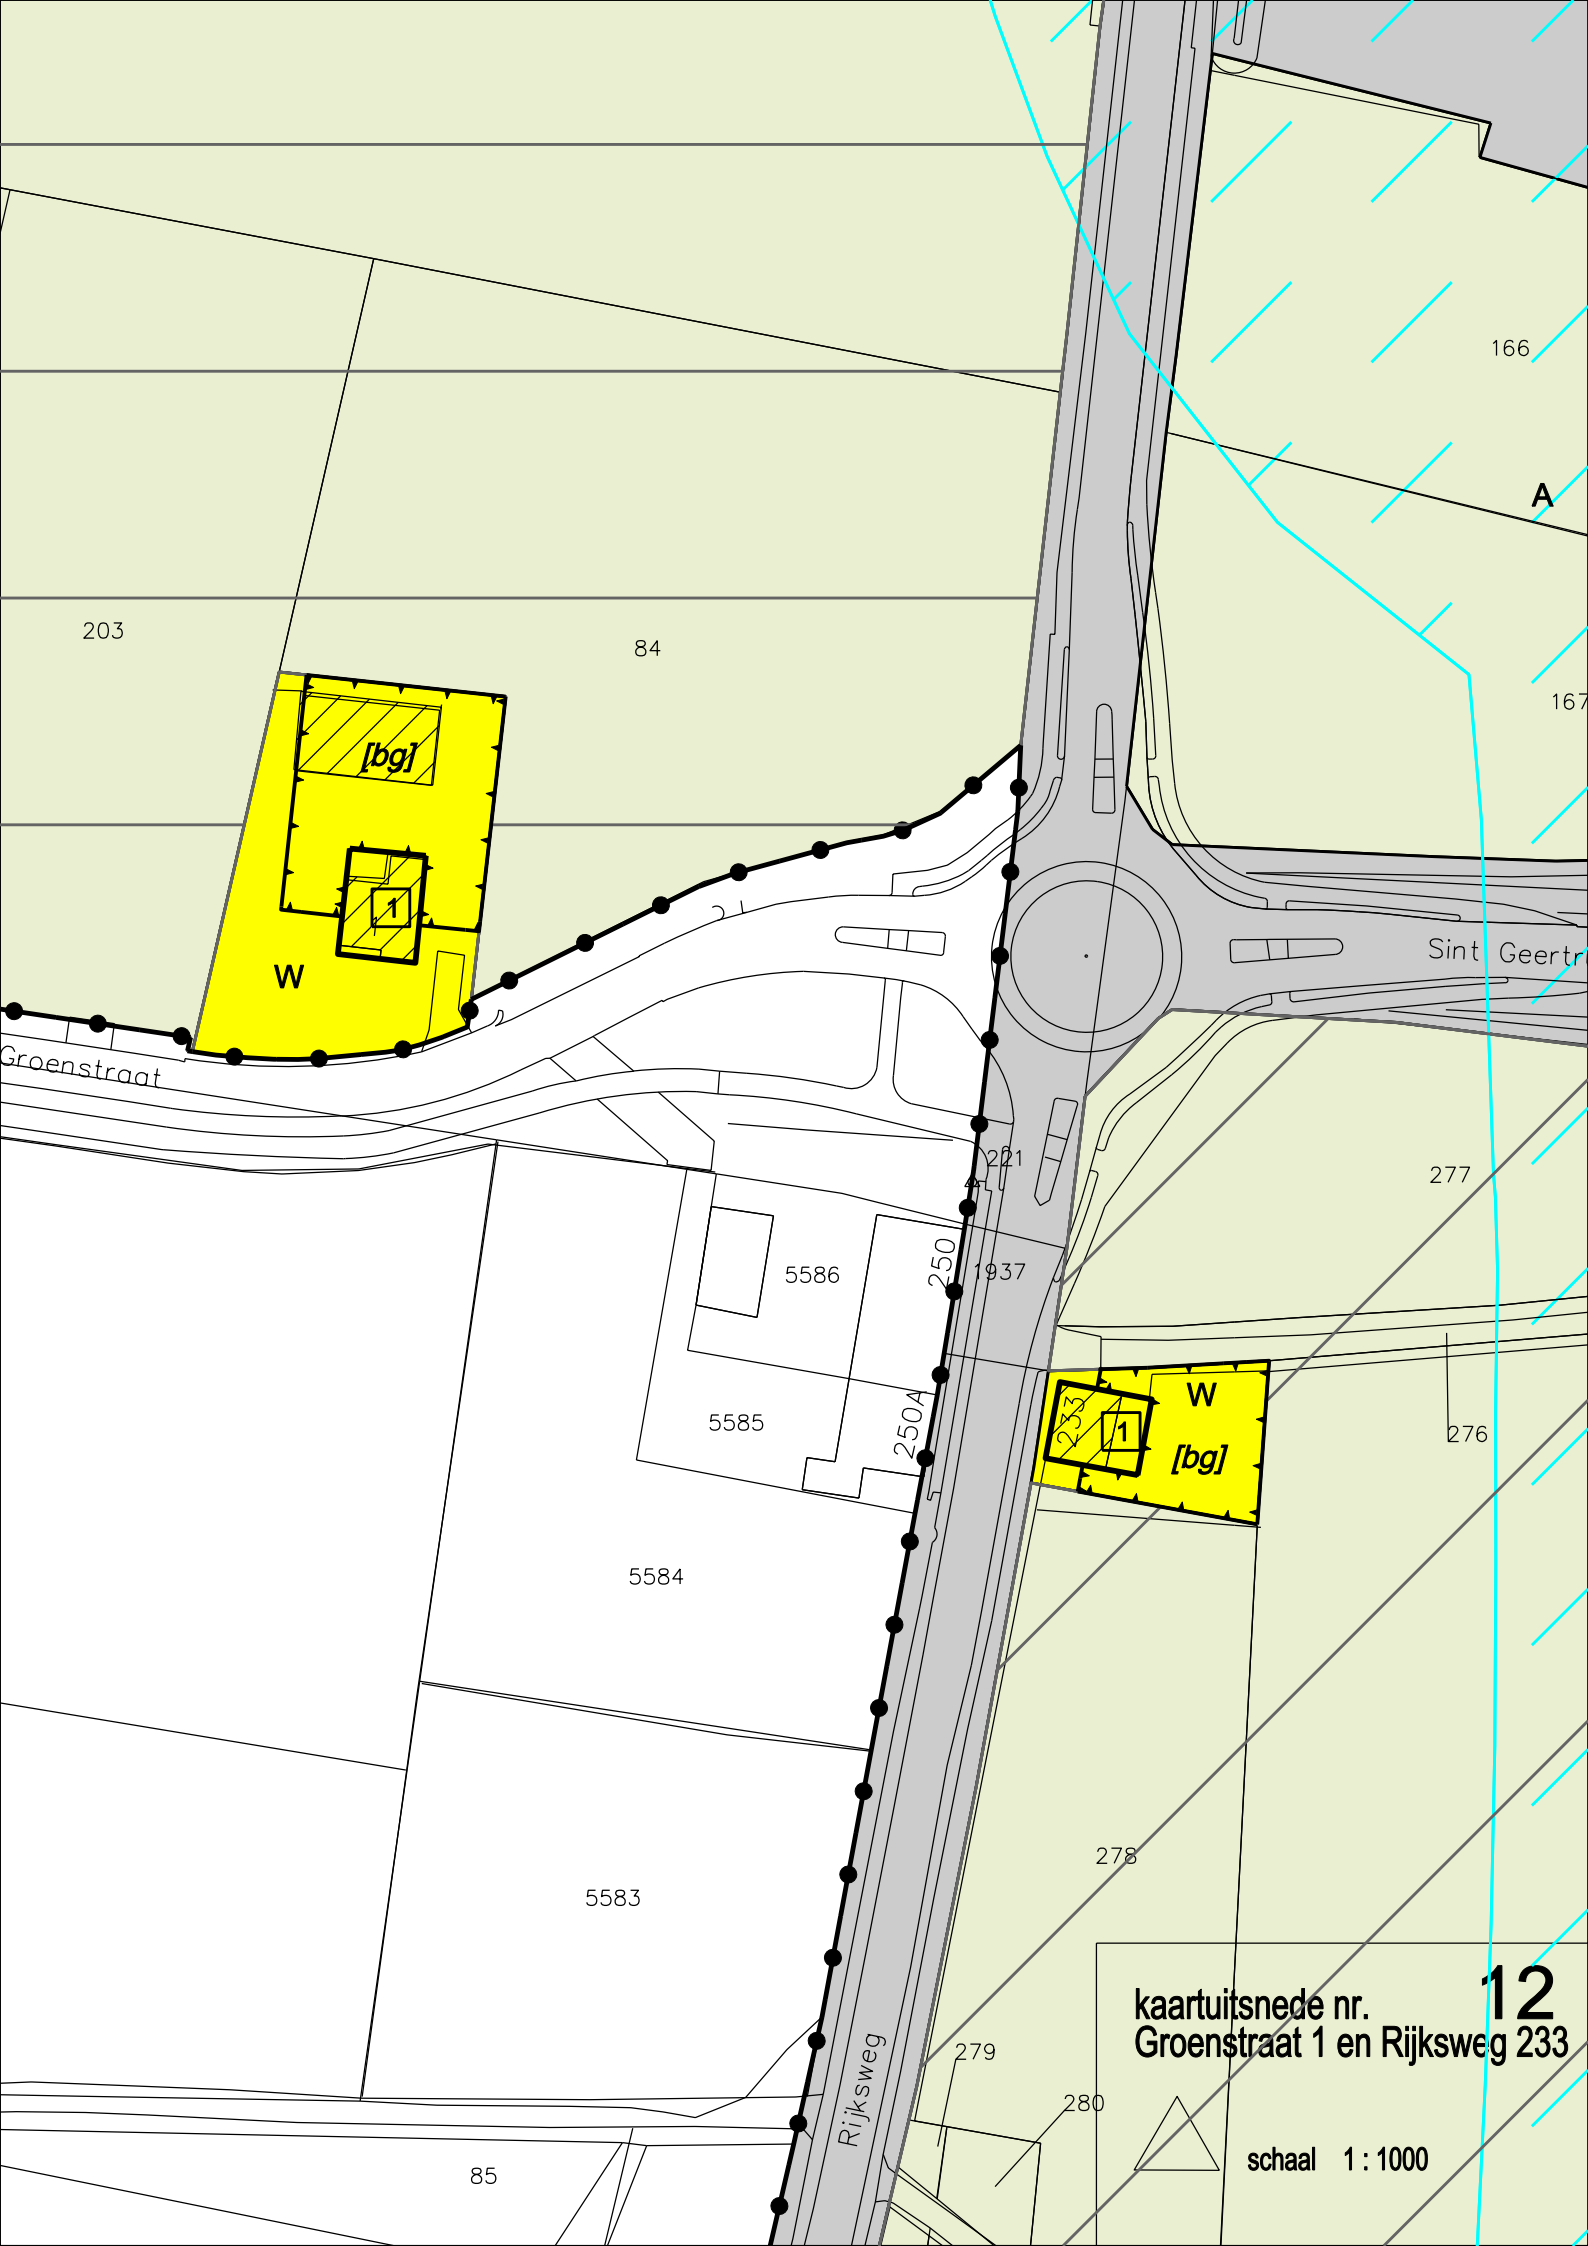 166
A
203
84
167
[bg]
1
W
Sint Geertr
Groenstraat
221
277
250
5586
1937
W
233
1
250A
5585
276
[bg]
5584
278
5583
12
kaartuitsnede nr.
Groenstraat 1 en Rijksweg 233
279
Rijksweg
280
schaal 1 : 1000
85